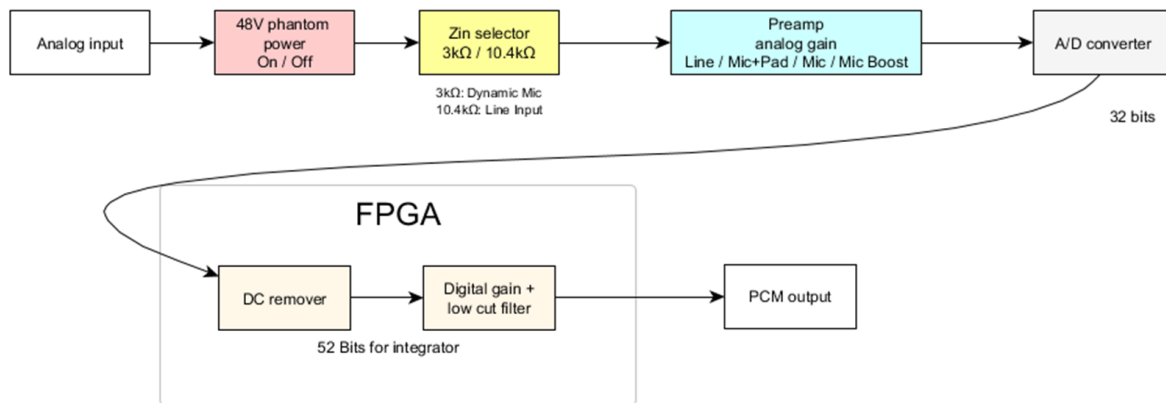 Analog input
48V phantom
power
On / Off
Zin selector
3kΩ / 10.4kΩ
3kΩ: Dynamic Mic
10.4kΩ: Line Input
Preamp
analog gain
Line / Mic+Pad / Mic / Mic Boost
A/D converter
32 bits
FPGA
DC remover
Digital gain +
low cut filter
52 Bits for integrator
PCM output